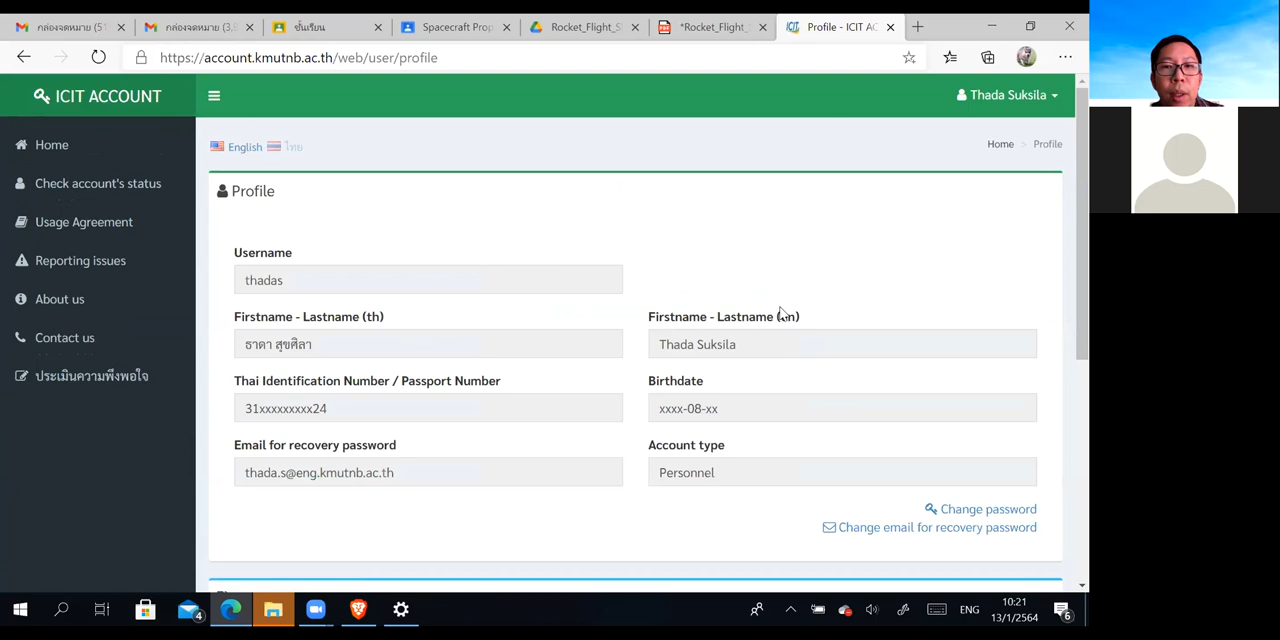 กล่องจดหมาย (51
กล่องจดหมาย (3,5
ชั้นเรียน
Spacecraft Prop
Rocket_Flight_S
*Rocket_Flight_
Profile - ICIT AC
https://account.kmutnb.ac.th/web/user/profile
ICIT ACCOUNT
Thada Suksila
Home
Check account's status
Usage Agreement
Reporting issues
About us
Contact us
ประเมินความพึงพอใจ
English ไทย
Home > Profile
Profile
Username
thadas
Firstname - Lastname (th)
Firstname - Lastname (en)
ธาดา สุขศิลา
Thada Suksila
Thai Identification Number / Passport Number
Birthdate
31xxxxxxxxx24
xxxx-08-xx
Email for recovery password
Account type
thada.s@eng.kmutnb.ac.th
Personnel
Change password
Change email for recovery password
4
ENG
10:21
13/1/2564
6